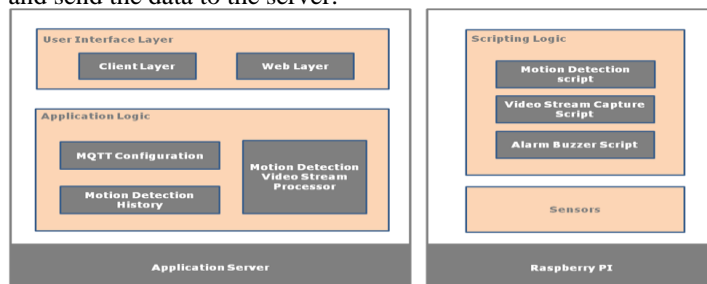 and send the data to the server.
User Interface Layer
Client Layer
Web Layer
Application Logic
MQTT Configuration
Motion Detection
History
Motion Detection
Video Stream
Processor
Application Server
Scripting Logic
Motion Detection
script
Video Stream Capture
Script
Alarm Buzzer Script
Sensors
Raspberry PI